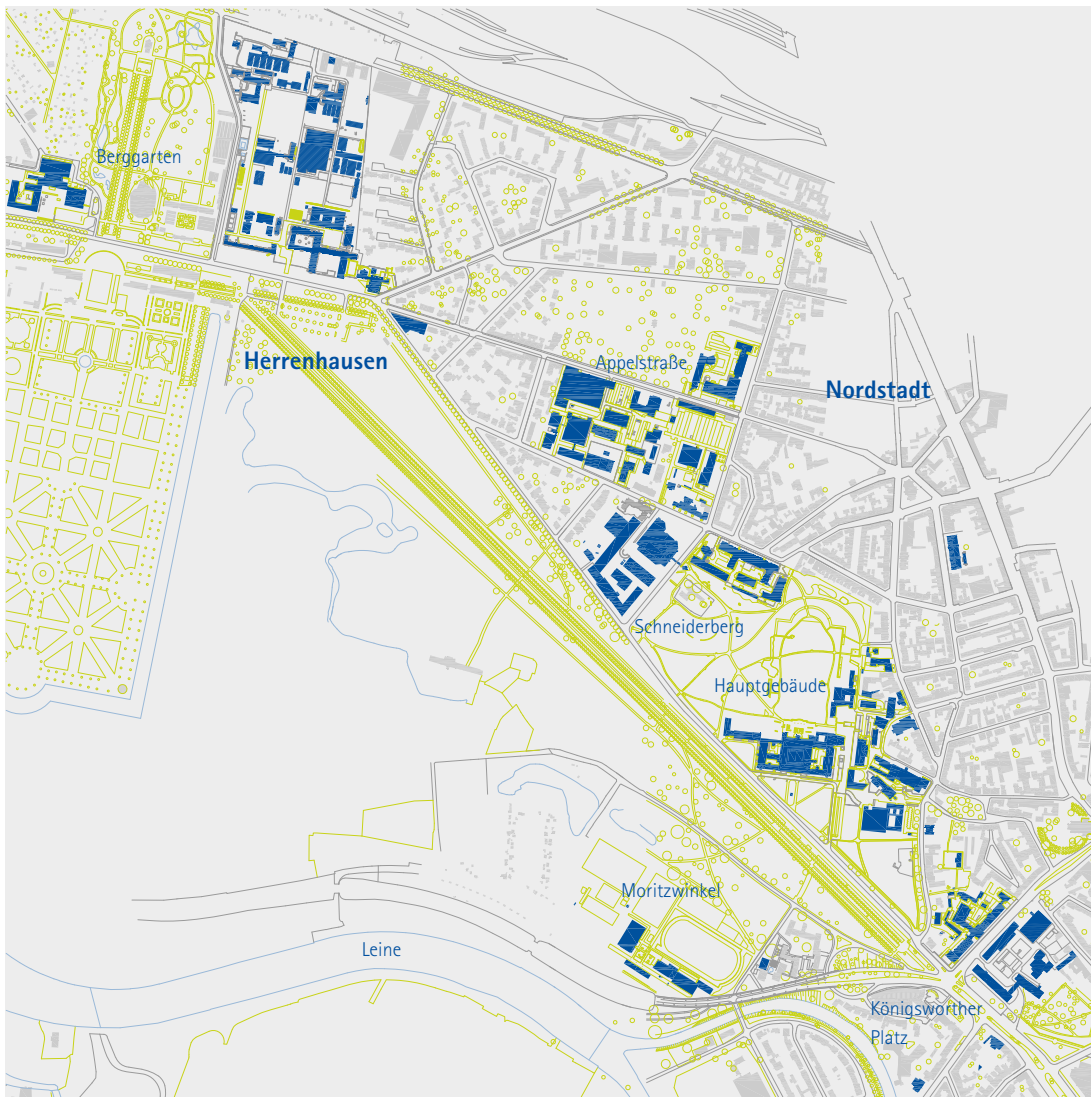 Berggarten
Herrenhausen
Appelstraße
Nordstadt
Schneiderberg
Hauptgebäude
Moritzwinkel
Leine
Königsworther
Platz